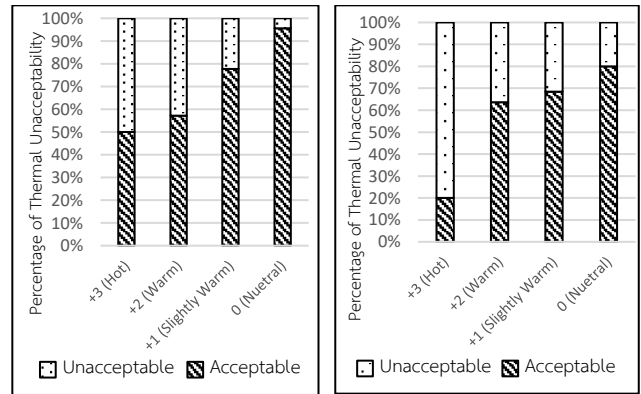 Percentage of Thermal Unacceptability
100%
90%
80%
70%
60%
50%
40%
30%
20%
10%
0%
+3 (Hot)
+2 (Warm)
+1 (Slightly Warm)
0 (Nuetral)
Unacceptable
Acceptable
Percentage of Thermal Unacceptability
100%
90%
80%
70%
60%
50%
40%
30%
20%
10%
0%
+3 (Hot)
+2 (Warm)
+1 (Slightly Warm)
0 (Nuetral)
Unacceptable
Acceptable